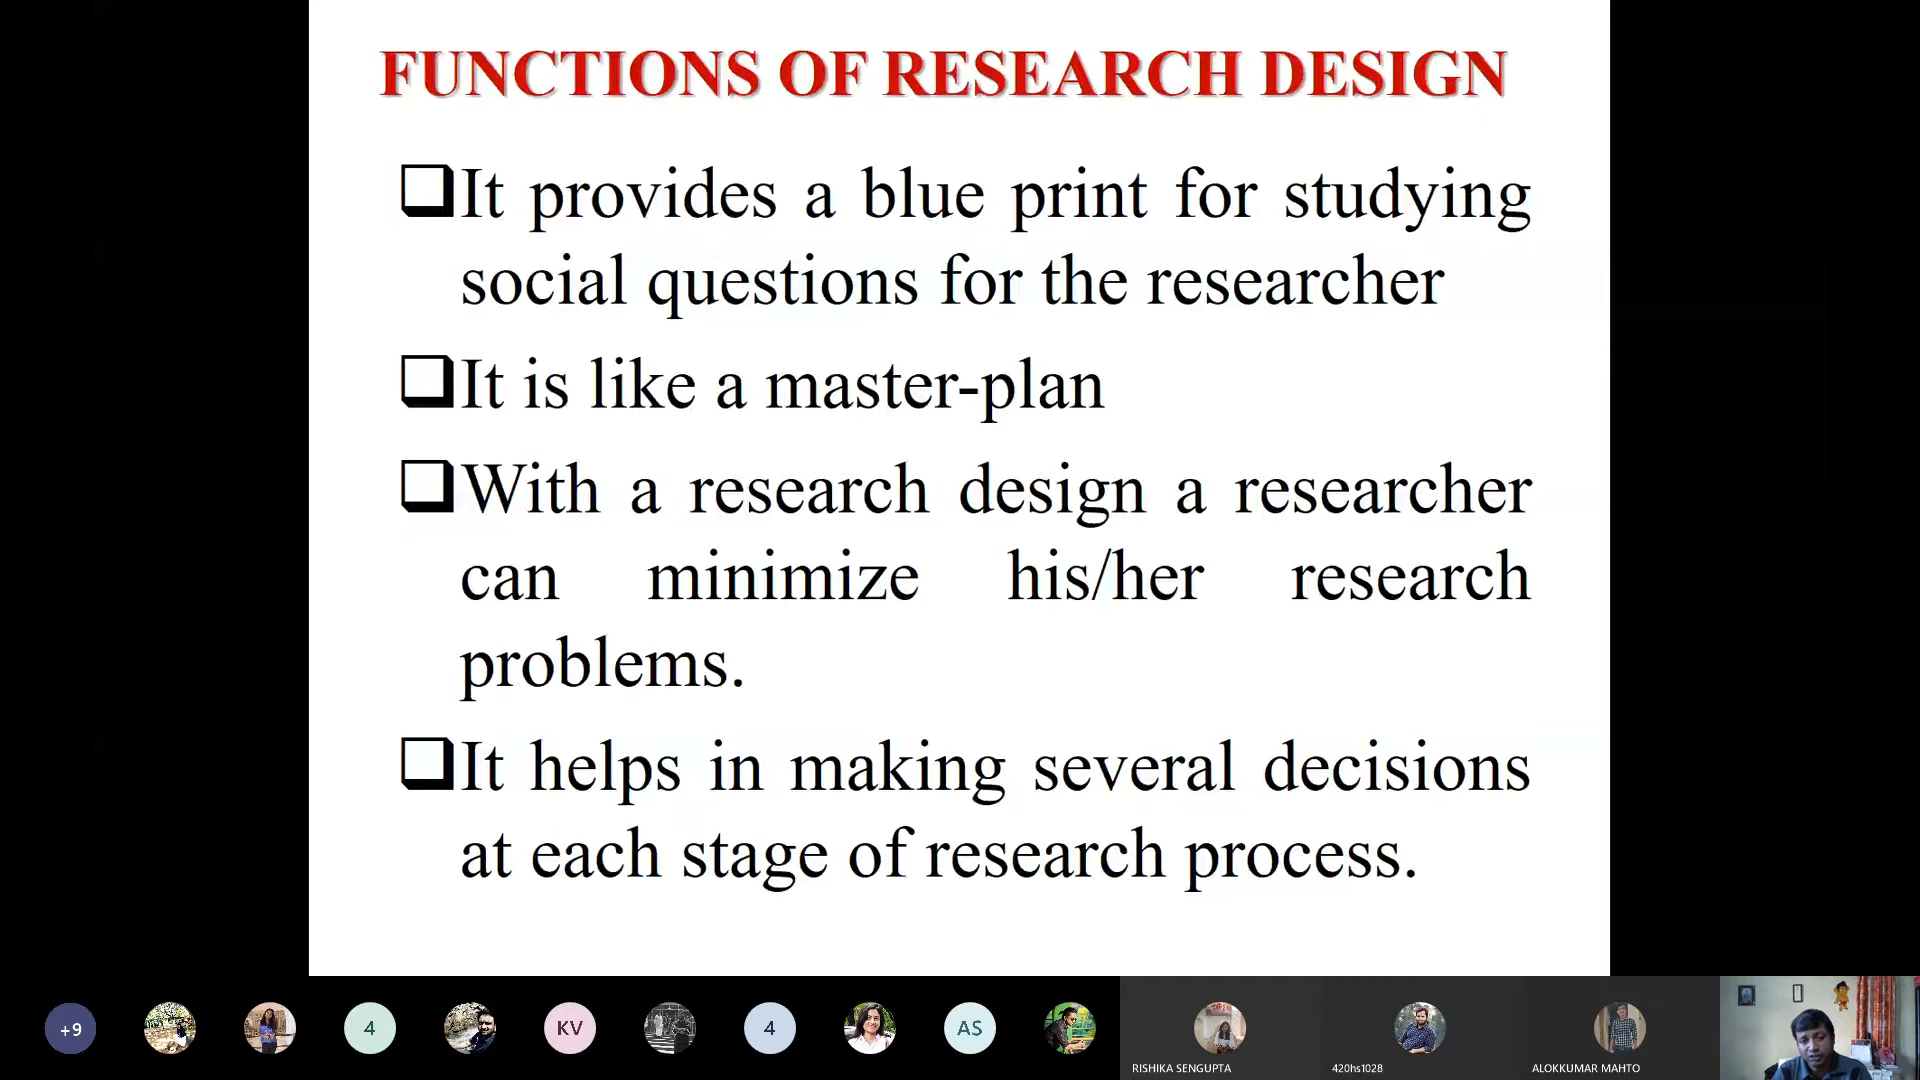 FUNCTIONS OF RESEARCH DESIGN
It provides a blue print for studying
social questions for the researcher
It is like a master-plan
With a research design a researcher
can minimize his/her research
problems.
It helps in making several decisions
at each stage of research process.
+9
4
KV
4
AS
RISHIKA SENGUPTA
420hs1028
ALOKKUMAR MAHTO